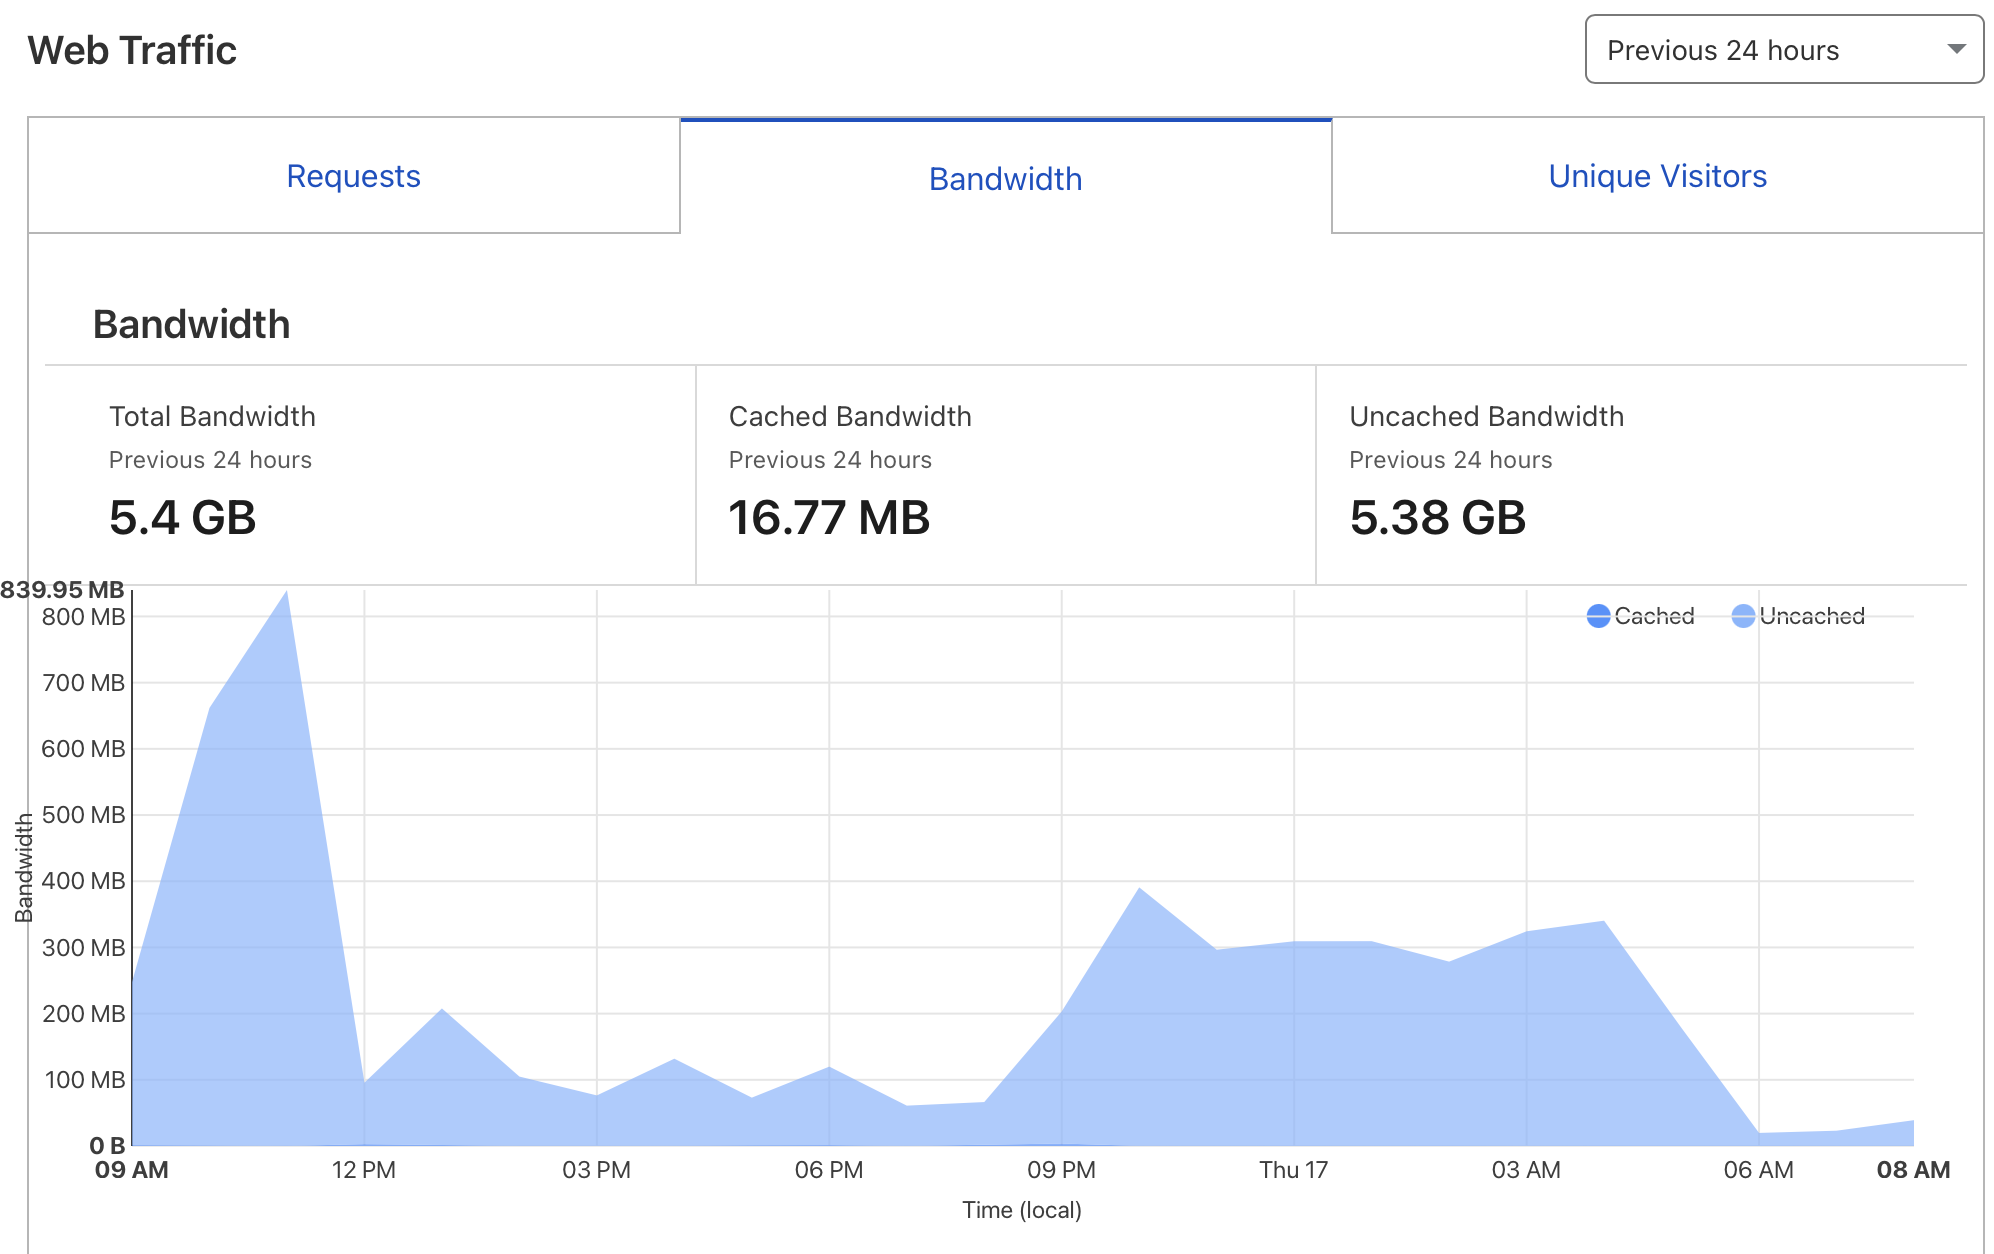 Web Traffic
Previous 24 hours
Requests
Bandwidth
Unique Visitors
Bandwidth
Total Bandwidth
Previous 24 hours
5.4 GB
Cached Bandwidth
Previous 24 hours
16.77 MB
Uncached Bandwidth
Previous 24 hours
5.38 GB
839.95 MB
800 MB
700 MB
600 MB
500 MB
400 MB
300 MB
200 MB
100 MB
0 B
Bandwidth
Cached
Uncached
09 AM
12 PM
03 PM
06 PM
09 PM
Thu 17
03 AM
06 AM
08 AM
Time (local)